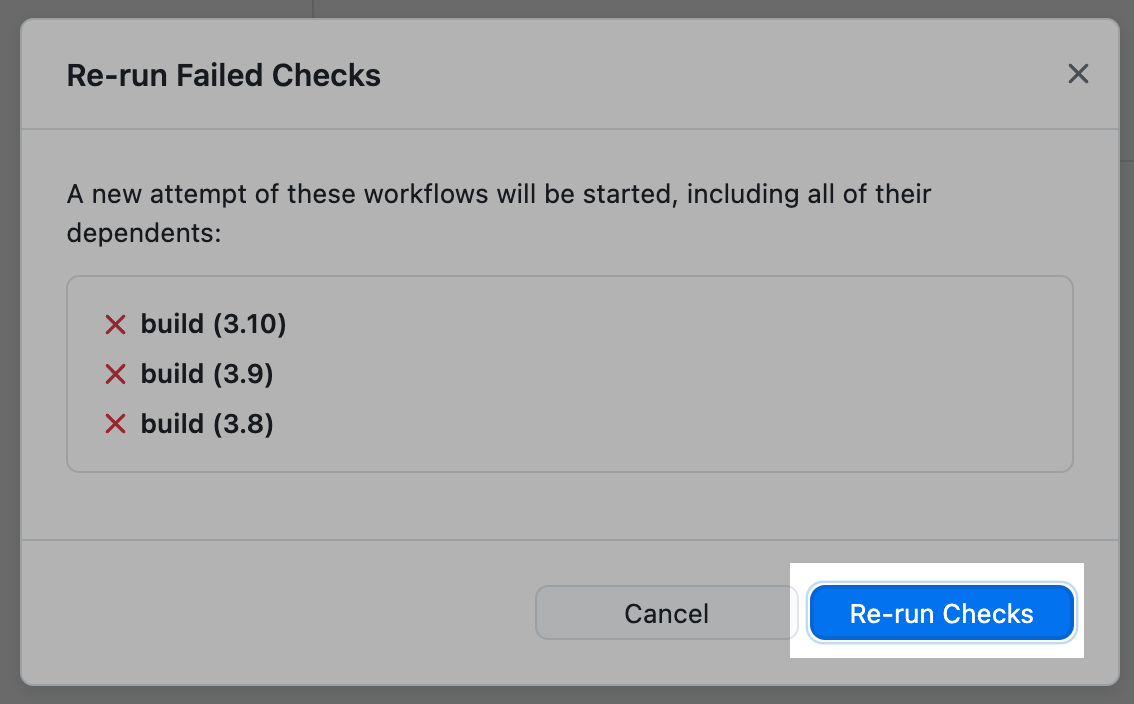 Re-run Failed Checks
A new attempt of these workflows will be started, including all of their
dependents:
build (3.10)
build (3.9)
build (3.8)
Cancel
Re-run Checks